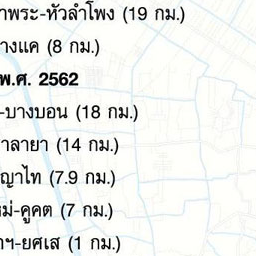 าพระ-หัวลำโพง (19 กม.)
างแค (8 กม.)
พ.ศ. 2562
-บางบอน (18 กม.)
าลายา (14 กม.)
ญาไท (7.9 กม.)
หม่-คูคต (7 กม.)
าฯ-ยศเส (1 กม.)